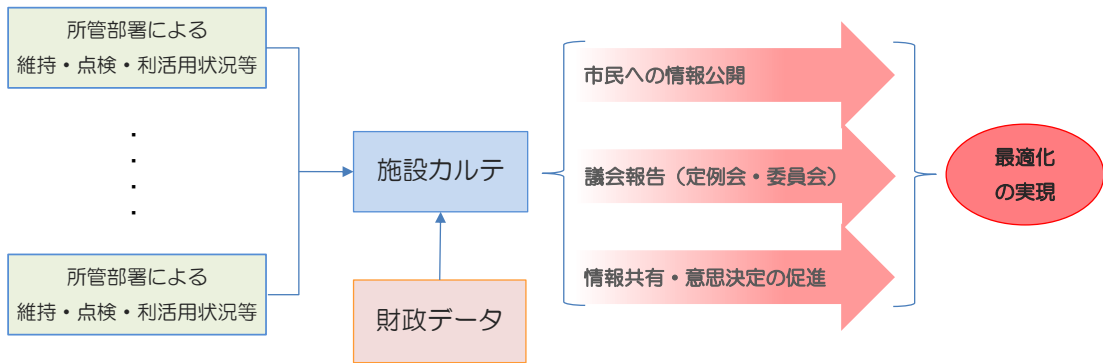 所管部署による
維持・点検・利活用状況等
・
・
・
・
所管部署による
維持・点検・利活用状況等
施設カルテ
財政データ
市民への情報公開
議会報告（定例会・委員会）
情報共有・意思決定の促進
最適化
の実現